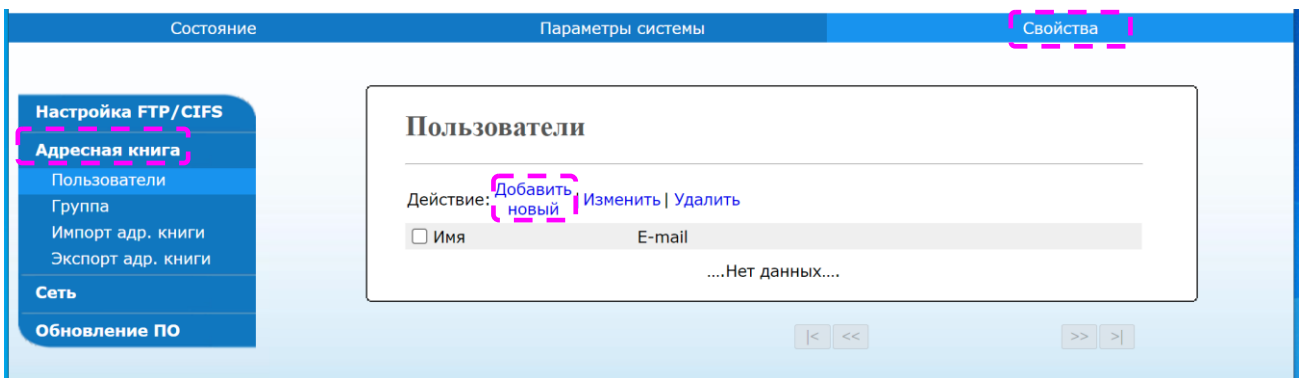 Состояние
Параметры системы
Свойства
Настройка FTP/CIFS
Адресная книга
Пользователи
Группа
Импорт адр. книги
Экспорт адр. книги
Сеть
Обновление ПО
Пользователи
Действие: Добавить новый | Изменить | Удалить
Имя E-mail
....Нет данных....
|< << >> >|